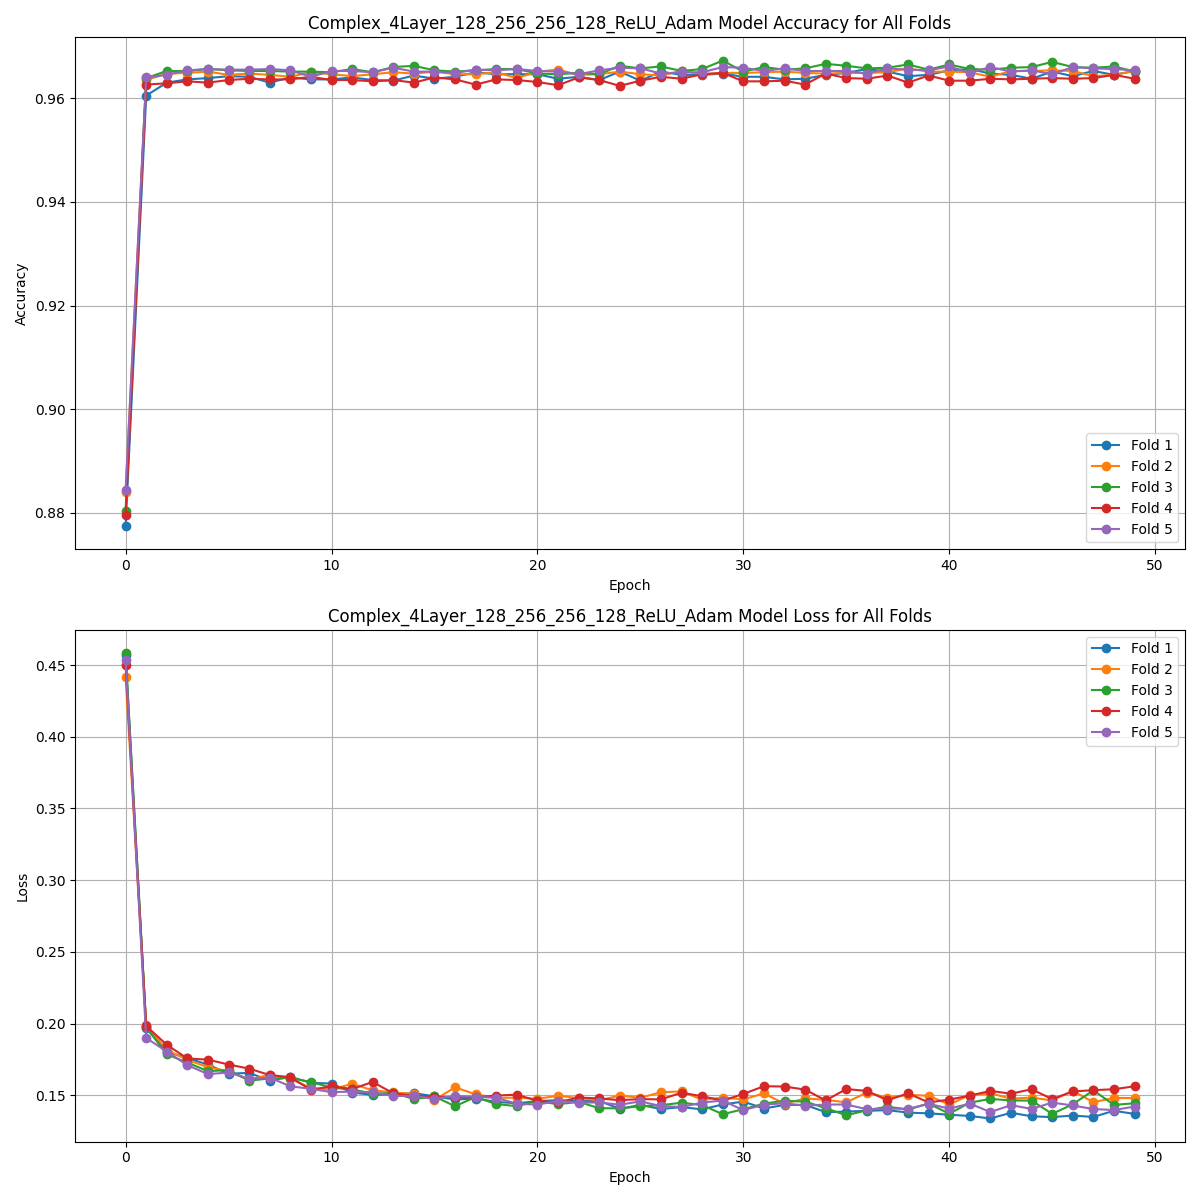 Complex_4Layer_128_256_256_128_ReLU_Adam Model Accuracy for All Folds
0.96
0.94
0.92
0.90
0.88
Accuracy
0
10
20
30
40
50
Epoch
Fold 1
Fold 2
Fold 3
Fold 4
Fold 5
Complex_4Layer_128_256_256_128_ReLU_Adam Model Loss for All Folds
0.45
0.40
0.35
0.30
0.25
0.20
0.15
Loss
0
10
20
30
40
50
Epoch
Fold 1
Fold 2
Fold 3
Fold 4
Fold 5